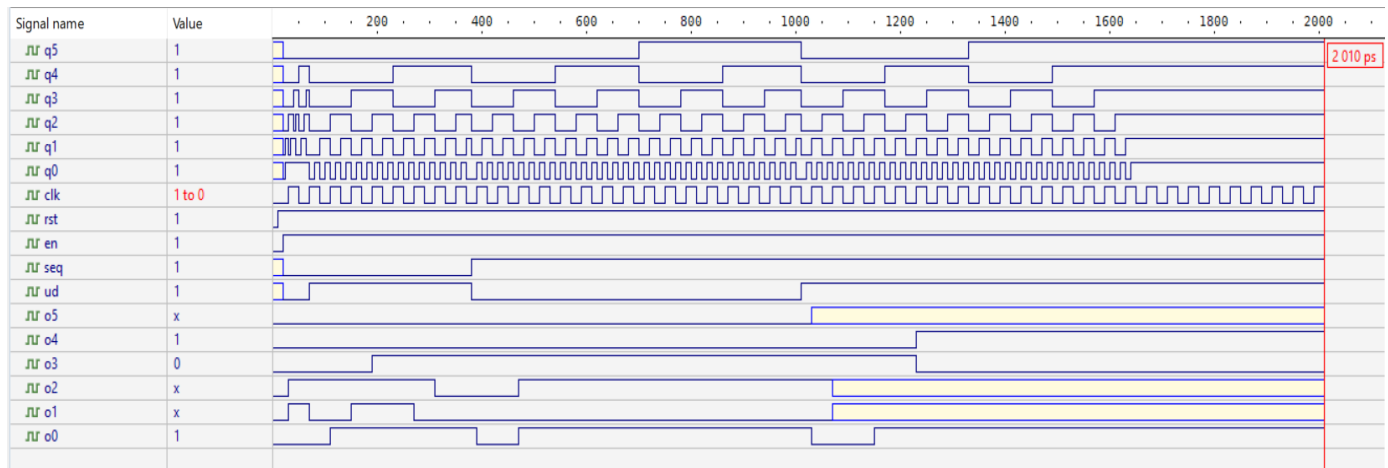 Signal name Value 200 400 600 800 1000 1200 1400 1600 1800 2000
q5 1 2 010 ps
q4 1
q3 1
q2 1
q1 1
q0 1
clk 1 to 0
rst 1
en 1
seq 1
ud 1
o5 x
o4 1
o3 0
o2 x
o1 x
o0 1